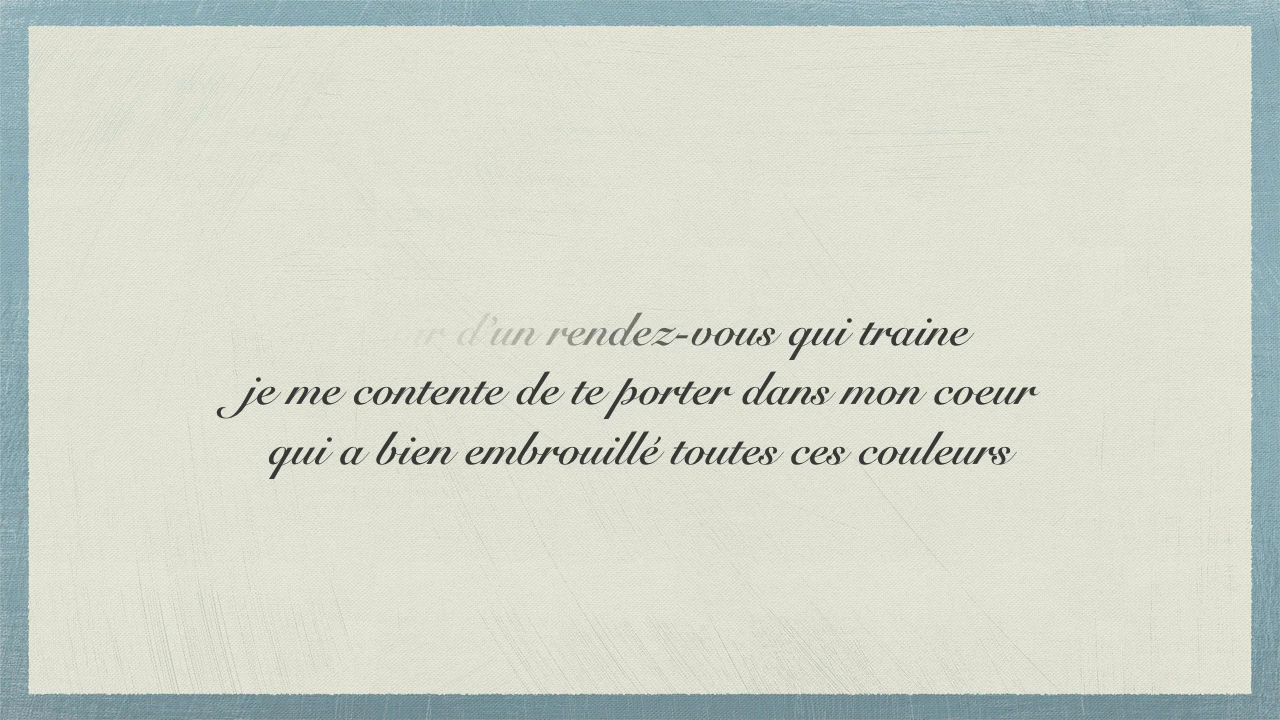 d'un rendez-vous qui traine
je me contente de te porter dans mon coeur
qui a bien embrouillé toutes ces couleurs